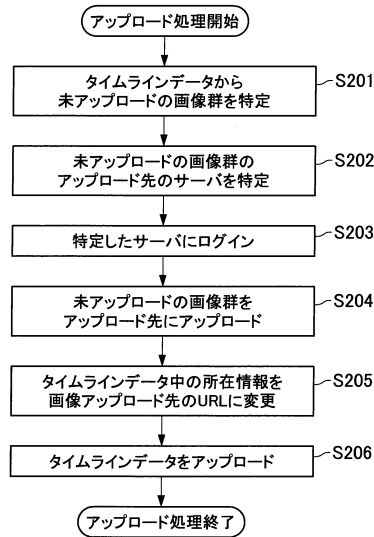 アップロード処理開始
タイムラインデータから
未アップロードの画像群を特定
S201
未アップロードの画像群の
アップロード先のサーバを特定
S202
特定したサーバにログイン
S203
未アップロードの画像群を
アップロード先にアップロード
S204
タイムラインデータ中の所在情報を
画像アップロード先のURLに変更
S205
タイムラインデータをアップロード
S206
アップロード処理終了